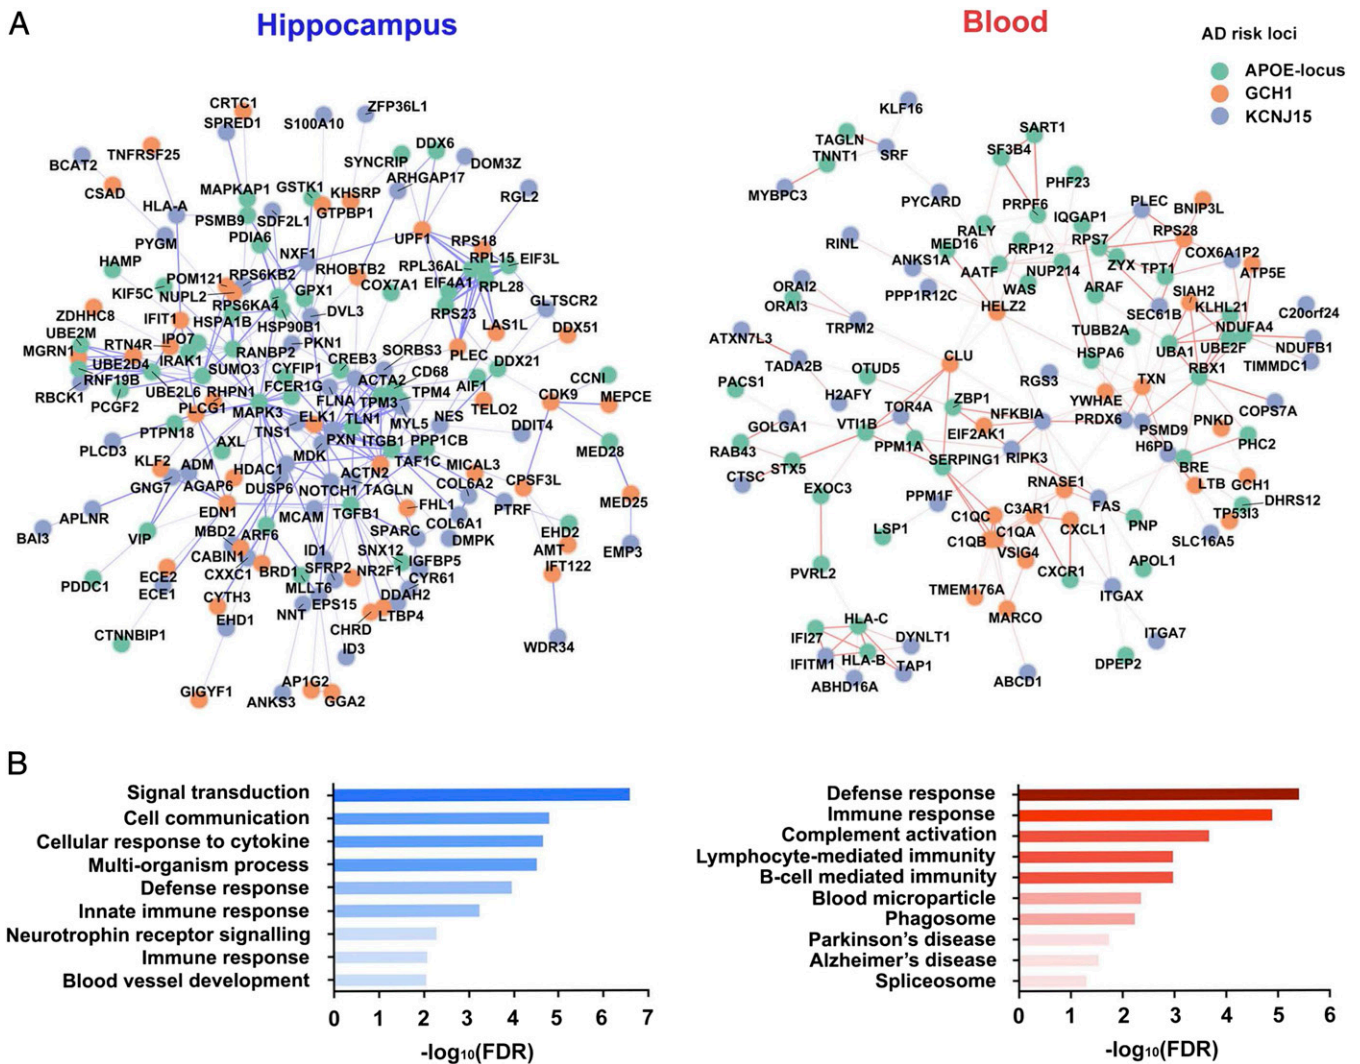 A
Hippocampus
Blood
AD risk loci
APOE-locus
GCH1
KCNJ15
CRTC1
SPRED1
S100A10
ZFP36L1
TNFRSF25
BCAT2
CSAD
SYNCRIP
DDX6
DOM3Z
ARHGAP17
RGL2
MAPKAP1
GSTK1
KHSRP
GTPBP1
HLA-A
PSMB9
SDF2L1
PYGM
PDIA6
NXF1
UPF1
RPS18
RPL15
EIF3L
HAMP
POM121
RPS6KB2
RHOBTB2
RPL36AL
KIF5C
NUPL2
GPX1
COX7A1
EIF4A1
RPL28
RPS6KA4
RPS23
GLTSCR2
ZDHHC8
IFIT1
HSPA1B
HSP90B1
DVL3
LAS1L
DDX51
UBE2M
RTN4R
IPO7
PKN1
MGRN1
IRAK1
RANBP2
CREB3
SORBS3
PLEC
DDX21
UBE2D4
SUMO3
CYFIP1
CD68
RNF19B
FCER1G
ACTA2
AIF1
CCNI
RBCK1
UBE2L6
RHPN1
FLNA
TPM4
CDK9
MEPCE
PCGF2
PLCG1
MAPK3
ELK1
TPM3
NES
TELO2
TLN1
PTPN18
TNS1
MYL5
DDIT4
PLCD3
AXL
PXN
ITGB1
PPP1CB
MED28
KLF2
ADM
MDK
TAF1C
HDAC1
ACTN2
MICAL3
CPSF3L
GNG7
AGAP6
DUSP6
NOTCH1
TAGLN
COL6A2
MED25
APLNR
EDN1
MCAM
TGFB1
FHL1
PTRF
BAI3
MBD2
ARF6
COL6A1
VIP
SPARC
DMPK
EHD2
CABIN1
ID1
SNX12
IGFBP5
AMT
EMP3
CXXC1
BRD1
SFRP2
NR2F1
CYR61
IFT122
ECE2
MLLT6
DDAH2
PDDC1
ECE1
CYTH3
NNT
EPS15
LTBP4
CHRD
CTNNBIP1
EHD1
ID3
WDR34
GIGYF1
ANKS3
AP1G2
GGA2
KLF16
TAGLN
SART1
TNNT1
SRF
SF3B4
MYBPC3
PHF23
PYCARD
PRPF6
PLEC
BNIP3L
RALY
IQGAP1
RINL
MED16
RRP12
RPS7
RPS28
COX6A1P2
ANKS1A
AATF
NUP214
ZYX
TPT1
ATP5E
ORAI2
WAS
ARAF
SIAH2
ORAI3
PPP1R12C
HELZ2
SEC61B
KLHL21
C20orf24
TRPM2
TUBB2A
NDUFA4
ATXN7L3
UBA1
UBE2F
NDUFB1
CLU
HSPA6
TADA2B
OTUD5
RGS3
TXN
RBX1
TIMMDC1
PACS1
H2AFY
ZBP1
YWHAE
TOR4A
NFKBIA
PRDX6
COPS7A
GOLGA1
VTI1B
EIF2AK1
PSMD9
PNKD
RAB43
PPM1A
H6PD
PHC2
CTSC
STX5
SERPING1
RIPK3
BRE
RNASE1
GCH1
EXOC3
PPM1F
FAS
LTB
DHRS12
C1QC
C3AR1
TP53I3
LSP1
C1QA
CXCL1
PNP
C1QB
VSIG4
SLC16A5
PVRL2
APOL1
TMEM176A
CXCR1
ITGAX
MARCO
HLA-C
IFI27
DYNLT1
ITGA7
IFITM1
HLA-B
TAP1
DPEP2
ABHD16A
ABCD1
B
Signal transduction
Cell communication
Cellular response to cytokine
Multi-organism process
Defense response
Innate immune response
Neurotrophin receptor signalling
Immune response
Blood vessel development
0 1 2 3 4 5 6 7
-log₁₀(FDR)
Defense response
Immune response
Complement activation
Lymphocyte-mediated immunity
B-cell mediated immunity
Blood microparticle
Phagosome
Parkinson's disease
Alzheimer's disease
Spliceosome
0 1 2 3 4 5 6
-log₁₀(FDR)